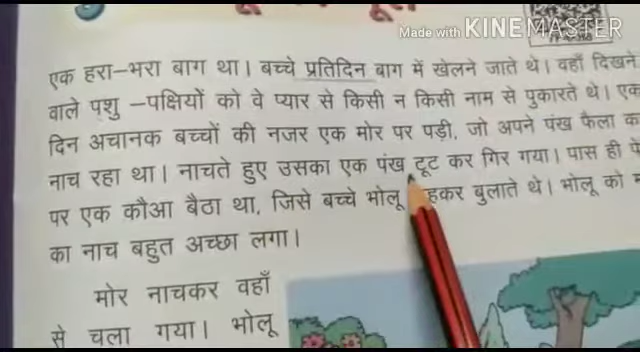 Made with KINEMASTER
एक हरा-भरा बाग था। बच्चे प्रतिदिन बाग में खेलने जाते थे। वहाँ दिखने
वाले पशु -पक्षियों को वे प्यार से किसी न किसी नाम से पुकारते थे। एक
दिन अचानक बच्चों की नजर एक मोर पर पड़ी, जो अपने पंख फैला
नाच रहा था। नाचते हुए उसका एक पंख टूट कर गिर गया। पास ही
पर एक कौआ बैठा था, जिसे बच्चे भोलू बुलाते थे। भोलू को
का नाच बहुत अच्छा लगा।
मोर नाचकर वहाँ
से चला गया। भोलू